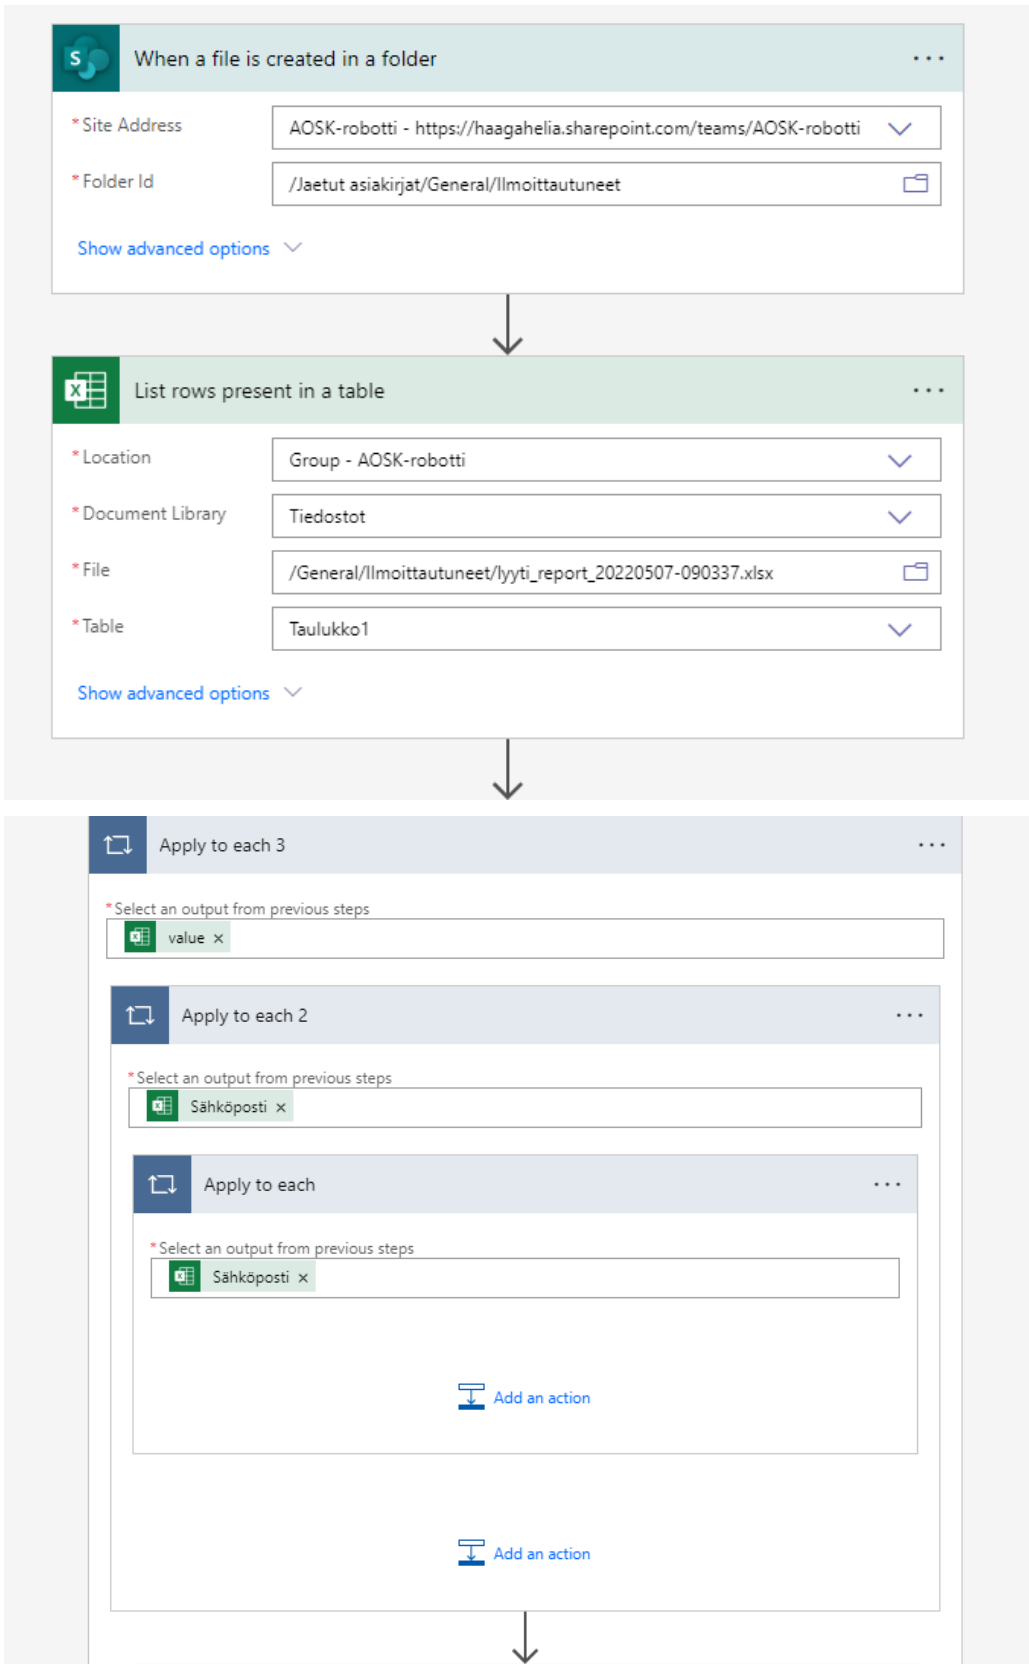 When a file is created in a folder
* Site Address
AOSK-robotti - https://haagahelia.sharepoint.com/teams/AOSK-robotti
* Folder Id
/Jaetut asiakirjat/General/Ilmoittautuneet
Show advanced options
List rows present in a table
* Location
Group - AOSK-robotti
* Document Library
Tiedostot
* File
/General/Ilmoittautuneet/lyyti_report_20220507-090337.xlsx
* Table
Taulukko1
Show advanced options
Apply to each 3
* Select an output from previous steps
value ×
Apply to each 2
* Select an output from previous steps
Sähköposti ×
Apply to each
* Select an output from previous steps
Sähköposti ×
Add an action
Add an action